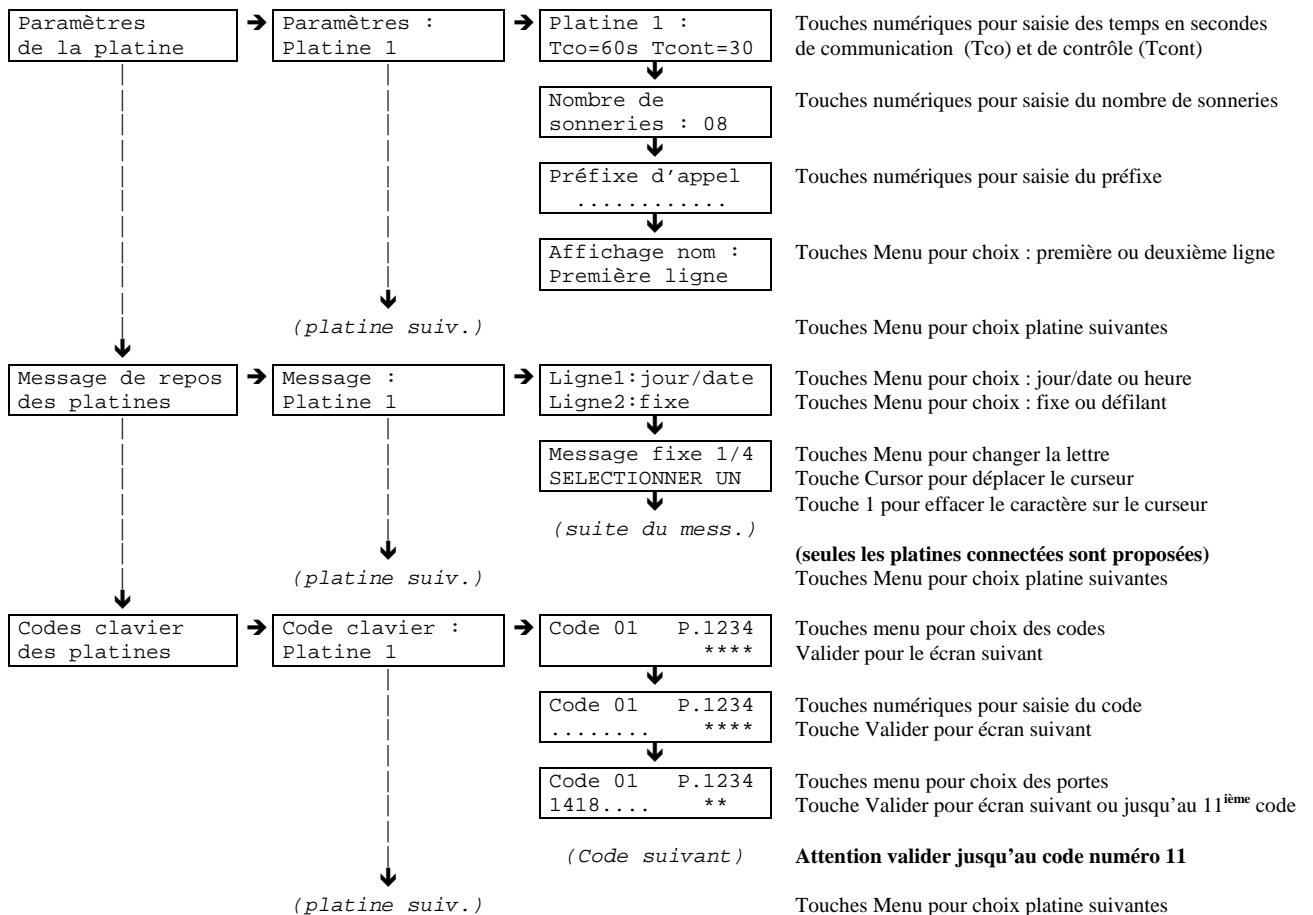 Paramètres
de la platine
Paramètres :
Platine 1
Platine 1 :
Tco=60s Tcont=30
Touches numériques pour saisie des temps en secondes
de communication  (Tco) et de contrôle (Tcont)
Nombre de
sonneries : 08
Touches numériques pour saisie du nombre de sonneries
Préfixe d’appel
............
Touches numériques pour saisie du préfixe
Affichage nom :
Première ligne
Touches Menu pour choix : première ou deuxième ligne
(platine suiv.)
Touches Menu pour choix platine suivantes
Message de repos
des platines
Message :
Platine 1
Ligne1:jour/date
Ligne2:fixe
Touches Menu pour choix : jour/date ou heure
Touches Menu pour choix : fixe ou défilant
Message fixe 1/4
SELECTIONNER UN
Touches Menu pour changer la lettre
Touche Cursor pour déplacer le curseur
Touche 1 pour effacer le caractère sur le curseur
(suite du mess.)
(seules les platines connectées sont proposées)
(platine suiv.)
Touches Menu pour choix platine suivantes
Codes clavier
des platines
Code clavier :
Platine 1
Code 01   P.1234
****
Touches menu pour choix des codes
Valider pour le écran suivant
Code 01   P.1234
........    ****
Touches numériques pour saisie du code
Touche Valider pour écran suivant
Code 01   P.1234
1418....    **
Touches menu pour choix des portes
Touche Valider pour écran suivant ou jusqu’au 11ième code
(Code suivant)
Attention valider jusqu’au code numéro 11
(platine suiv.)
Touches Menu pour choix platine suivantes